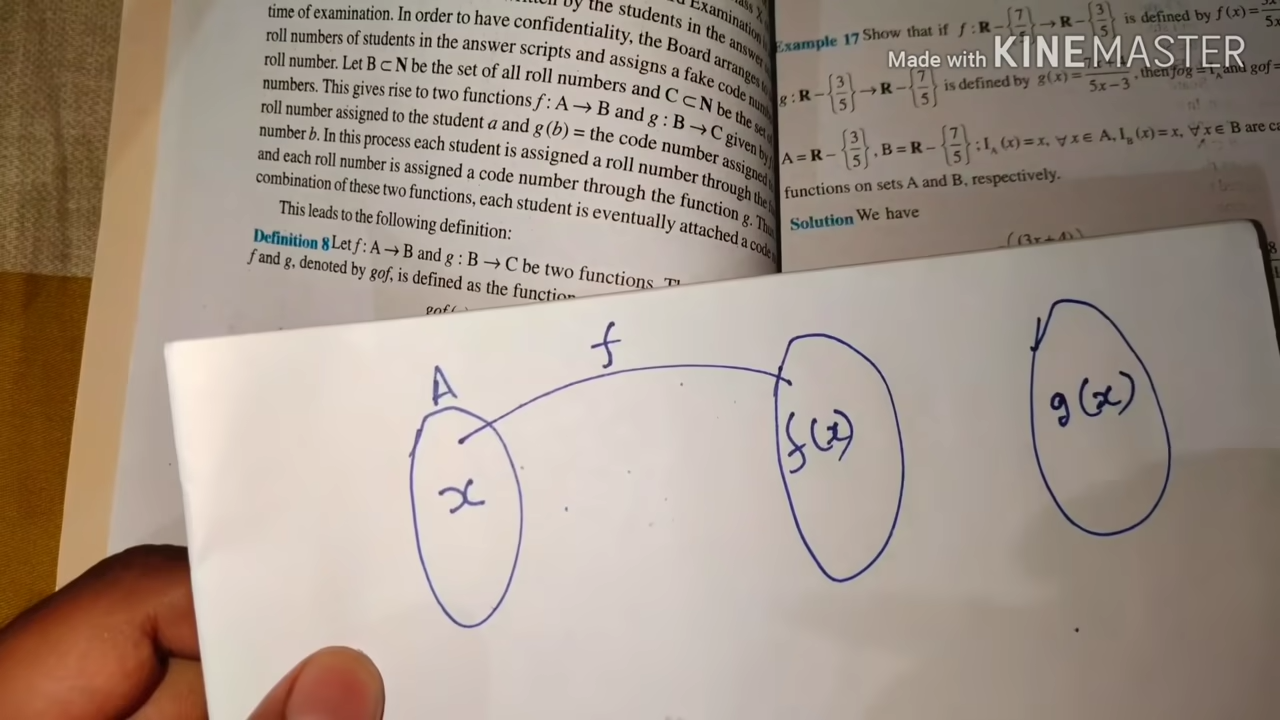 by the students in the answer
time of examination. In order to have confidentiality, the Board arranges to
roll numbers of students in the answer scripts and assigns a fake code
roll number. Let B ⊂ N be the set of all roll numbers and C ⊂ N be the set
numbers. This gives rise to two functions f : A → B and g : B → C given by
roll number assigned to the student a and g(b) = the code number assigned
number b. In this process each student is assigned a roll number through the
and each roll number is assigned a code number through the function g.
combination of these two functions, each student is eventually attached a code
This leads to the following definition:
Definition 8 Let f : A → B and g : B → C be two functions.
f and g, denoted by gof, is defined as the function
gof(
Example 17 Show that if f : R – {7/5} → R – {3/5} is defined by f(x) =
Made with KINEMASTER
g : R – {3/5} → R – {7/5} is defined by g(x) = / 5x – 3, then fog = I_A and gof =
A = R – {3/5}, B = R – {7/5}; I_A (x) = x, ∀ x ∈ A, I_B (x) = x, ∀ x ∈ B are
functions on sets A and B, respectively.
Solution We have
f
A
x
f(x)
g(x)